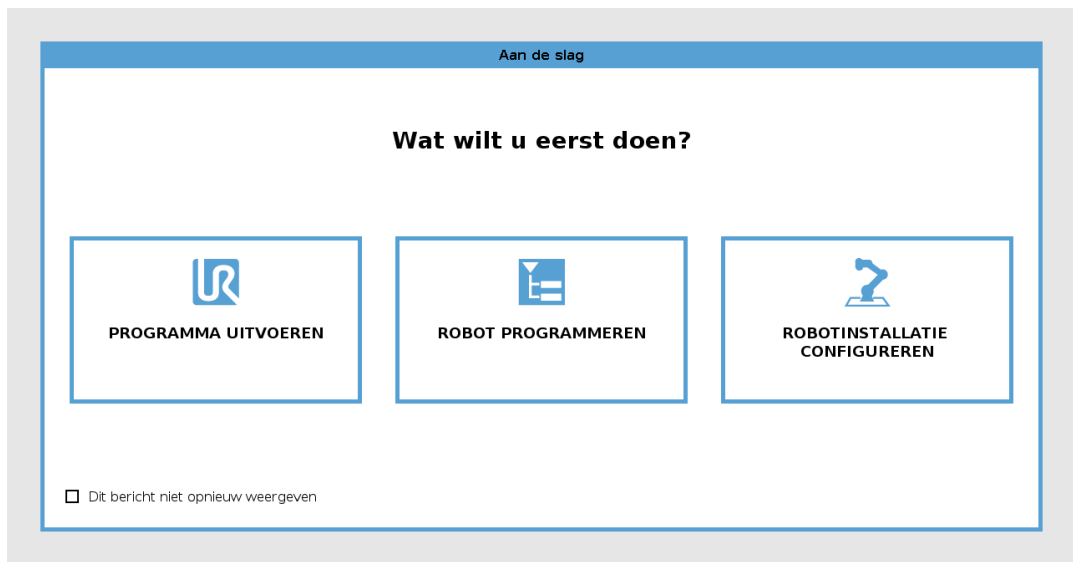 Aan de slag
Wat wilt u eerst doen?
PROGRAMMA UITVOEREN
ROBOT PROGRAMMEREN
ROBOTINSTALLATIE
CONFIGUREREN
Dit bericht niet opnieuw weergeven